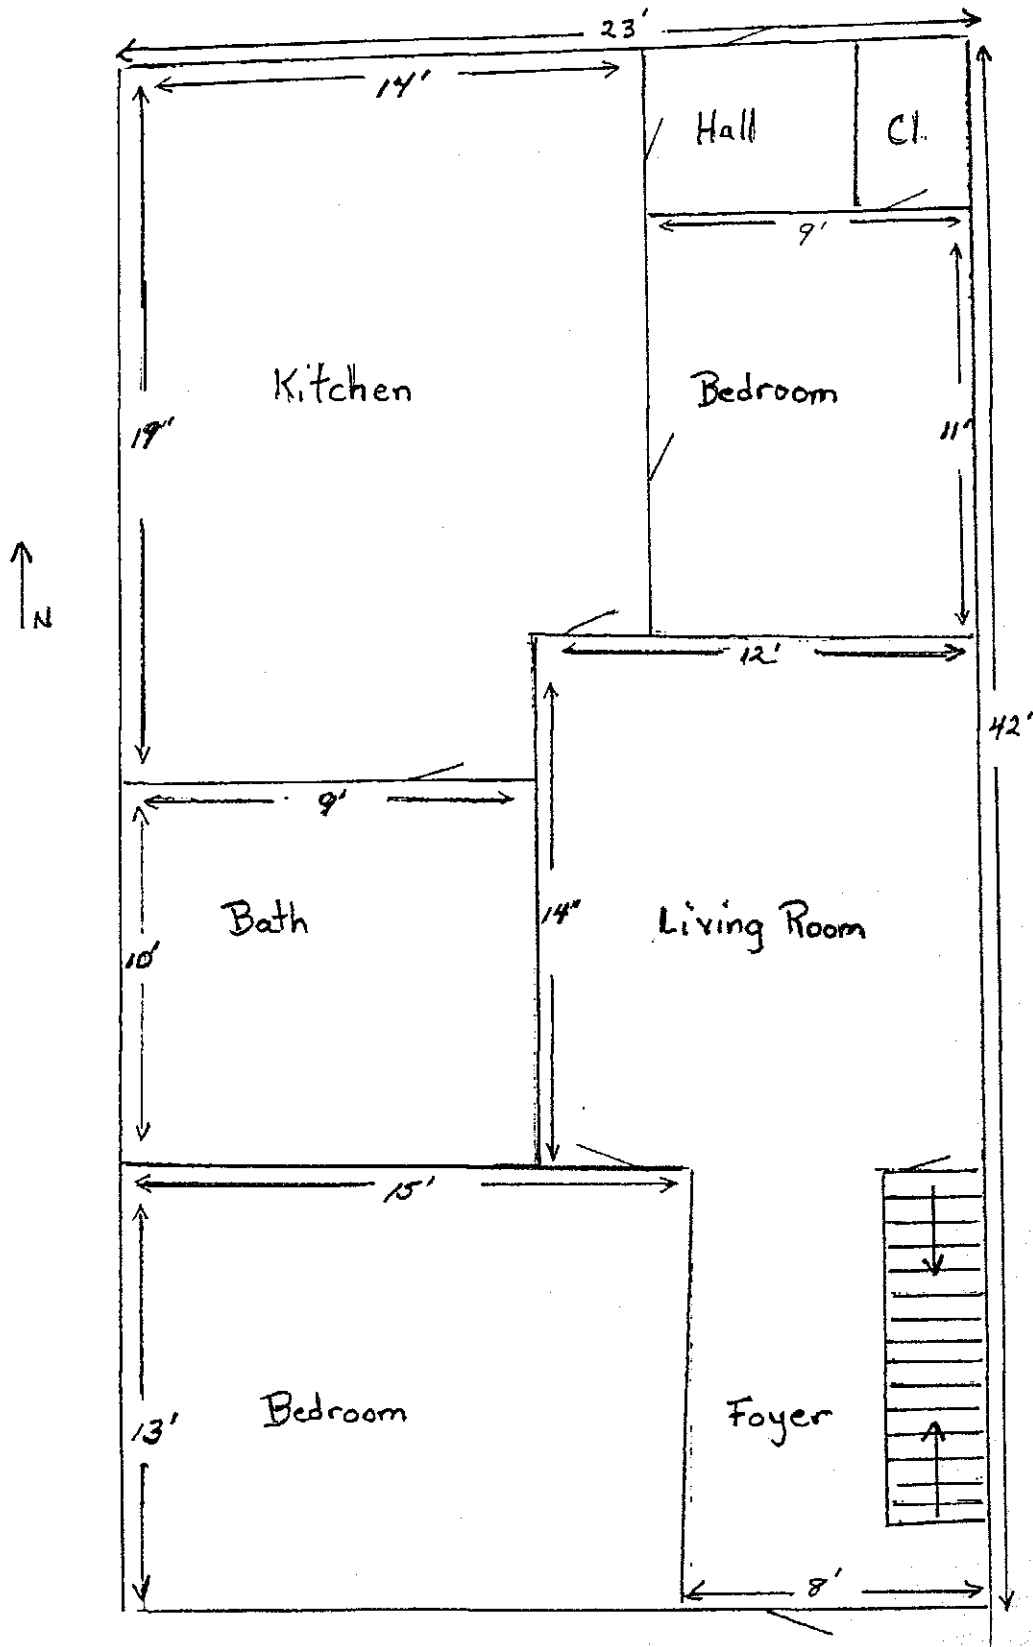 23'
14'
Hall
Cl.
9'
Kitchen
Bedroom
19"
11'
N
12'
42'
9'
Bath
14"
Living Room
10'
15'
Bedroom
Foyer
13'
8'